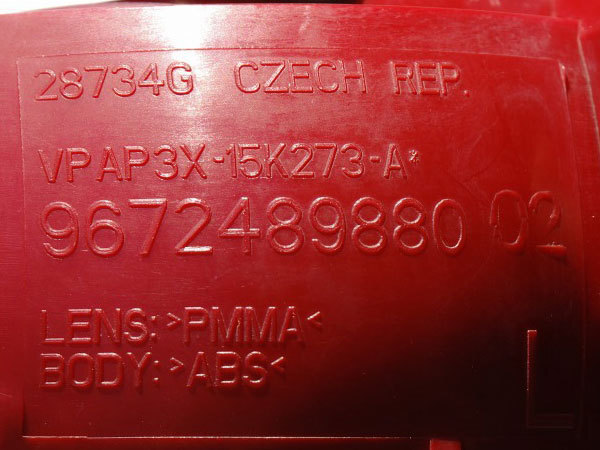 28734G CZECH REP.
VPAP3X-15K273-A*
9672489880 02
LENS:>PMMA<
BODY:>ABS<
L